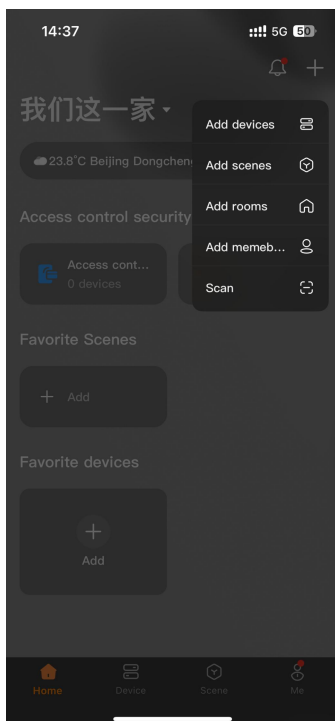 14:37
5G 50
我们这一家
23.8°C Beijing Dongchen
Access control security
Access cont...
0 devices
Favorite Scenes
Add
Favorite devices
Add
Add devices
Add scenes
Add rooms
Add memeb...
Scan
Home
Device
Scene
Me